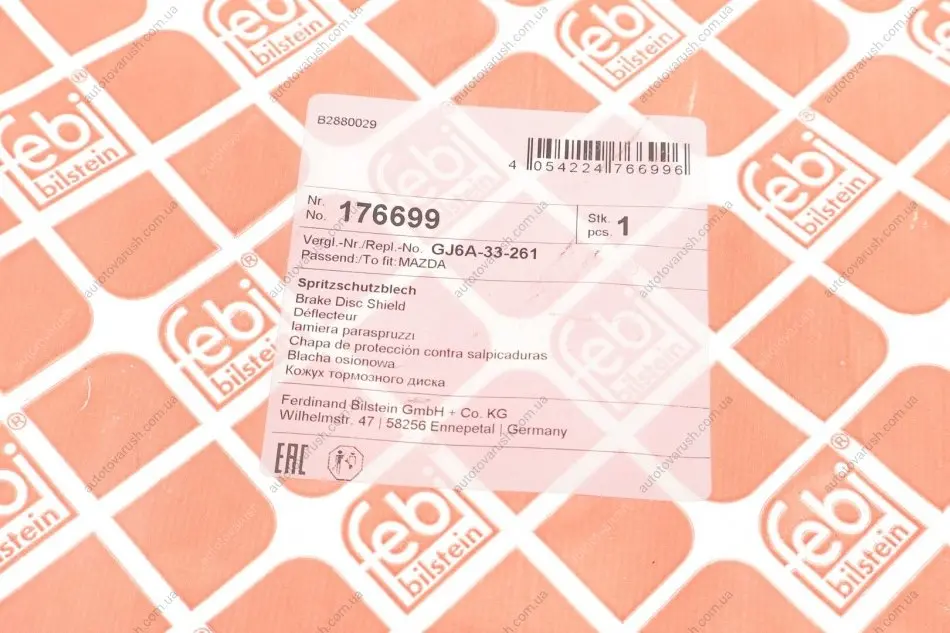 B2880029
4 054224 766996
Nr.
No. 176699
Stk.
pcs. 1
Vergl.-Nr./Repl.-No. GJ6A-33-261
Passend:/To fit:MAZDA
Spritzschutzblech
Brake Disc Shield
Déflecteur
lamiera paraspruzzi
Chapa de protección contra salpicaduras
Blacha osionowa
Кожух тормозного диска
Ferdinand Bilstein GmbH + Co. KG
Wilhelmstr. 47 | 58256 Ennepetal | Germany
EAC
febi
bilstein
autotovarush.com.ua